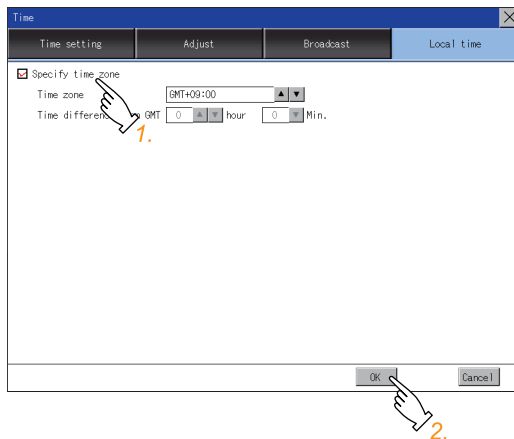 Time
Time setting Adjust Broadcast Local time
Specify time zone
Time zone GMT+09:00
Time differen GMT 0 hour 0 Min.
1.
OK Cancel
2.